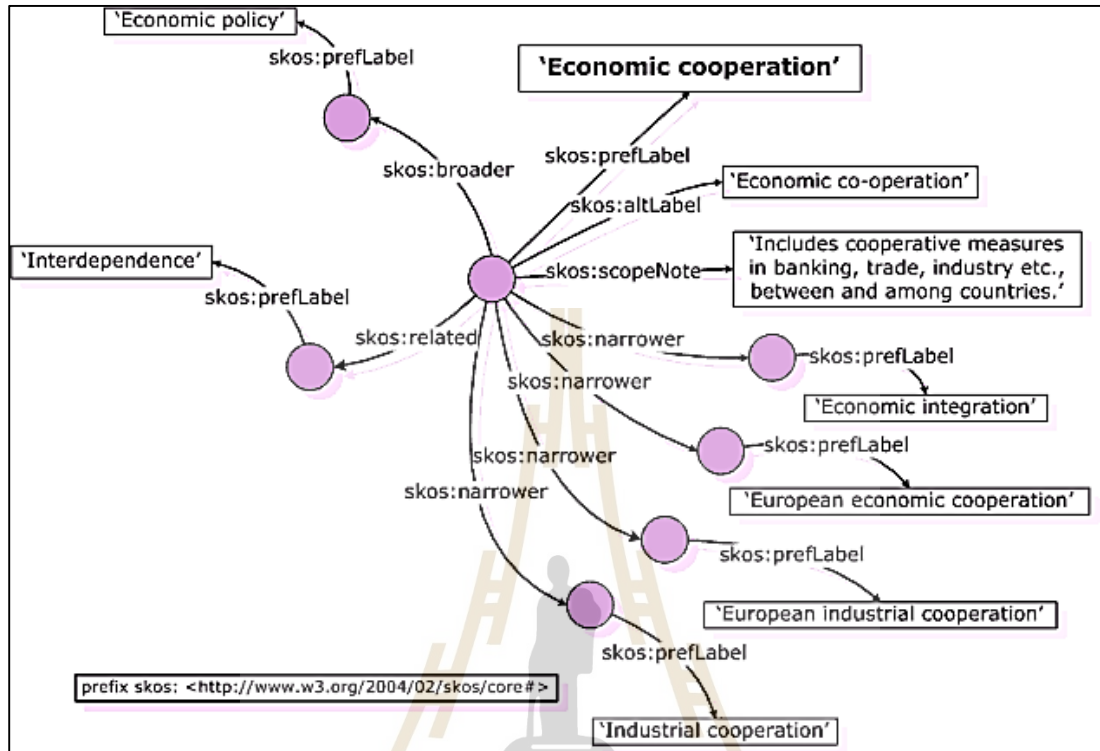 ‘Economic policy’
skos:prefLabel
‘Economic cooperation’
skos:prefLabel
skos:broader
‘Economic co-operation’
skos:altLabel
‘Interdependence’
skos:prefLabel
skos:scopeNote
‘Includes cooperative measures
in banking, trade, industry etc.,
between and among countries.’
skos:related
skos:narrower
skos:prefLabel
‘Economic integration’
skos:narrower
skos:prefLabel
‘European economic cooperation’
skos:narrower
skos:prefLabel
‘European industrial cooperation’
skos:narrower
skos:prefLabel
‘Industrial cooperation’
prefix skos: <http://www.w3.org/2004/02/skos/core#>